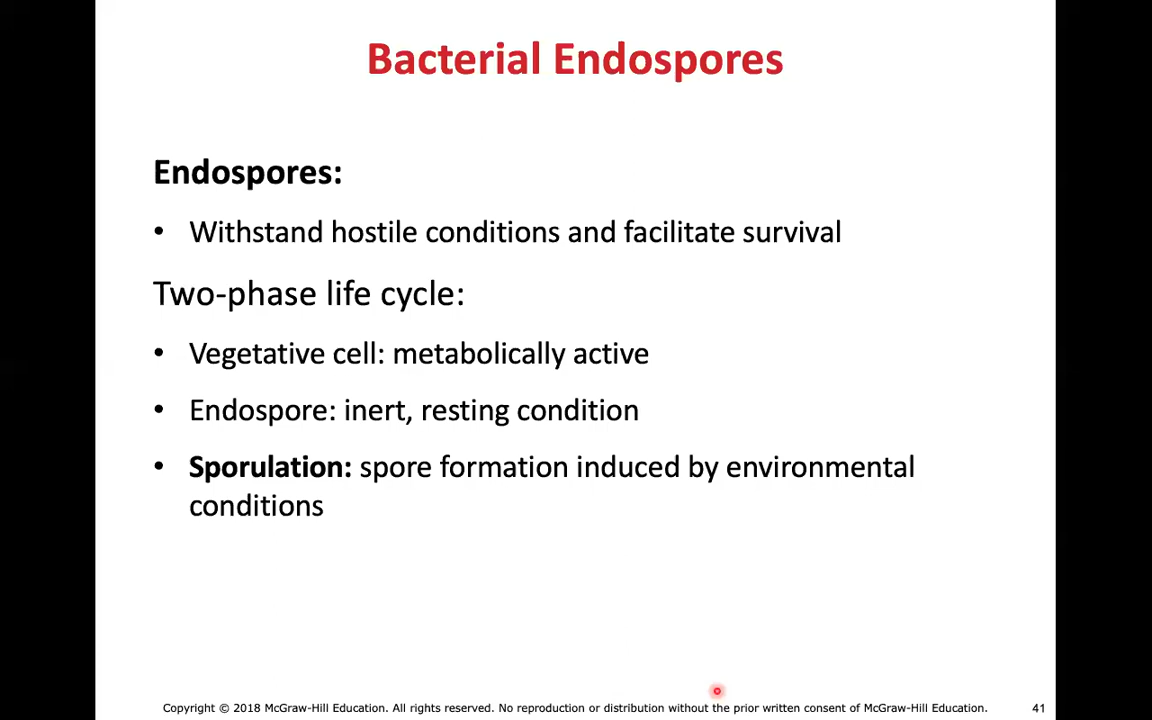 Bacterial Endospores
Endospores:
• Withstand hostile conditions and facilitate survival
Two-phase life cycle:
• Vegetative cell: metabolically active
• Endospore: inert, resting condition
• Sporulation: spore formation induced by environmental
conditions
Copyright © 2018 McGraw-Hill Education. All rights reserved. No reproduction or distribution without the prior written consent of McGraw-Hill Education.
41